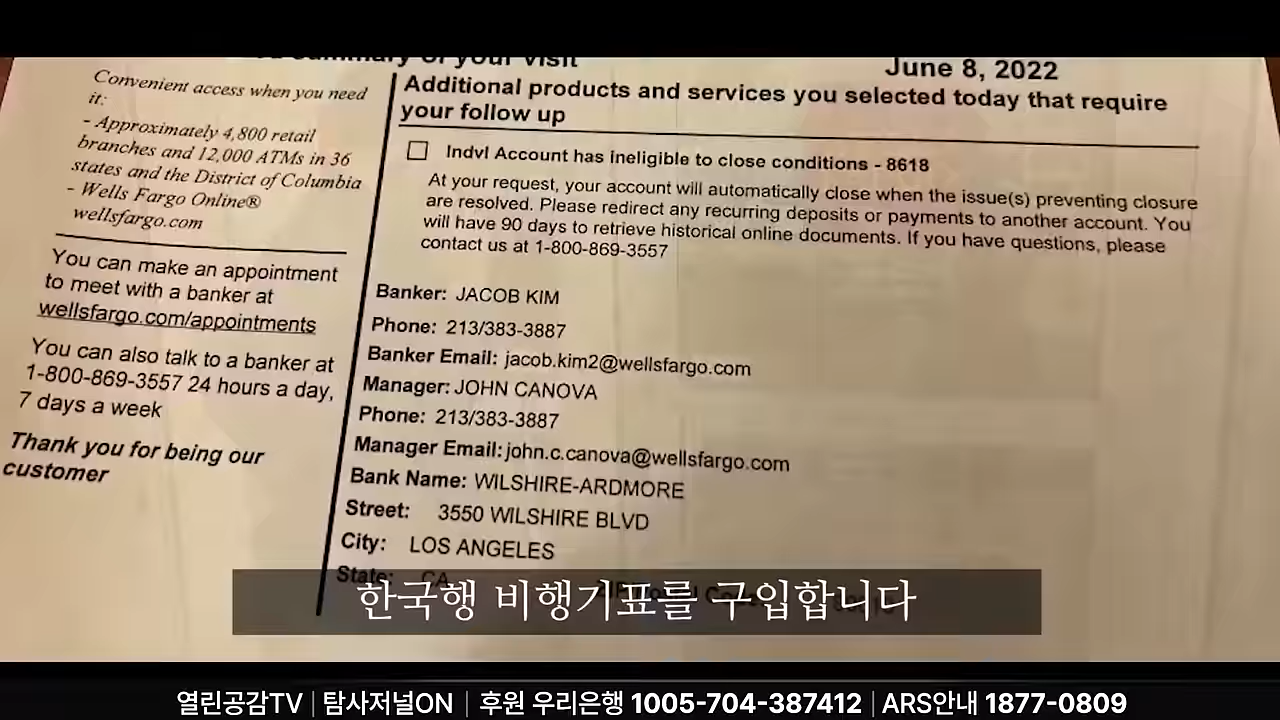 summary of your visit
June 8, 2022
Convenient access when you need
it:
- Approximately 4,800 retail
branches and 12,000 ATMs in 36
states and the District of Columbia
- Wells Fargo Online®
wellsfargo.com
You can make an appointment
to meet with a banker at
wellsfargo.com/appointments
You can also talk to a banker at
1-800-869-3557 24 hours a day,
7 days a week
Thank you for being our
customer
Additional products and services you selected today that require
your follow up
Indvl Account has ineligible to close conditions - 8618
At your request, your account will automatically close when the issue(s) preventing closure
are resolved. Please redirect any recurring deposits or payments to another account. You
will have 90 days to retrieve historical online documents. If you have questions, please
contact us at 1-800-869-3557
Banker: JACOB KIM
Phone: 213/383-3887
Banker Email: jacob.kim2@wellsfargo.com
Manager: JOHN CANOVA
Phone: 213/383-3887
Manager Email: john.c.canova@wellsfargo.com
Bank Name: WILSHIRE-ARDMORE
Street: 3550 WILSHIRE BLVD
City: LOS ANGELES
State: CA
한국행 비행기표를 구입합니다
열린공감TV | 탐사저널ON | 후원 우리은행 1005-704-387412 | ARS안내 1877-0809